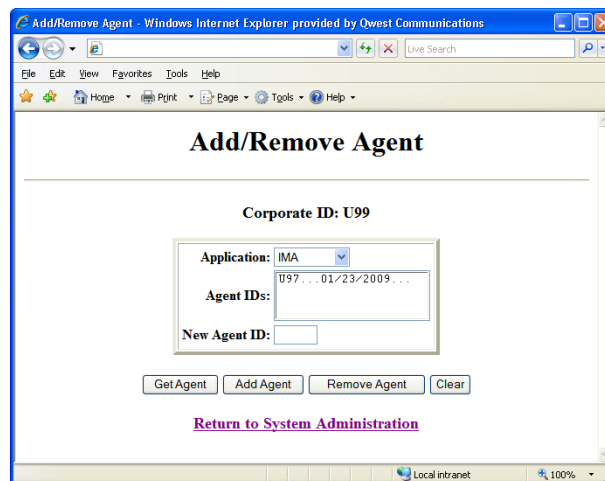 Add/Remove Agent - Windows Internet Explorer provided by Qwest Communications
Live Search
File Edit View Favorites Tools Help
Home Print Page Tools Help
Add/Remove Agent
Corporate ID: U99
Application: IMA
Agent IDs: U97...01/23/2009...
New Agent ID:
Get Agent Add Agent Remove Agent Clear
Return to System Administration
Local intranet 100%